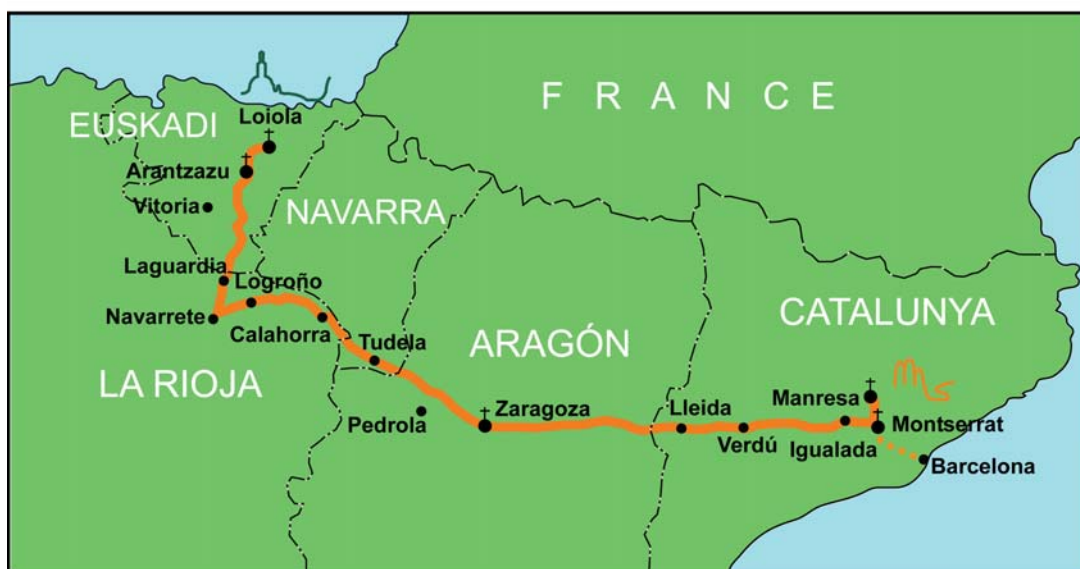 F R A N C E
EUSKADI
Loiola
Arantzazu
Vitoria
NAVARRA
Laguardia
Logroño
Navarrete
Calahorra
Tudela
ARAGÓN
CATALUNYA
LA RIOJA
Pedrola
Zaragoza
Lleida
Verdú
Manresa
Igualada
Montserrat
Barcelona